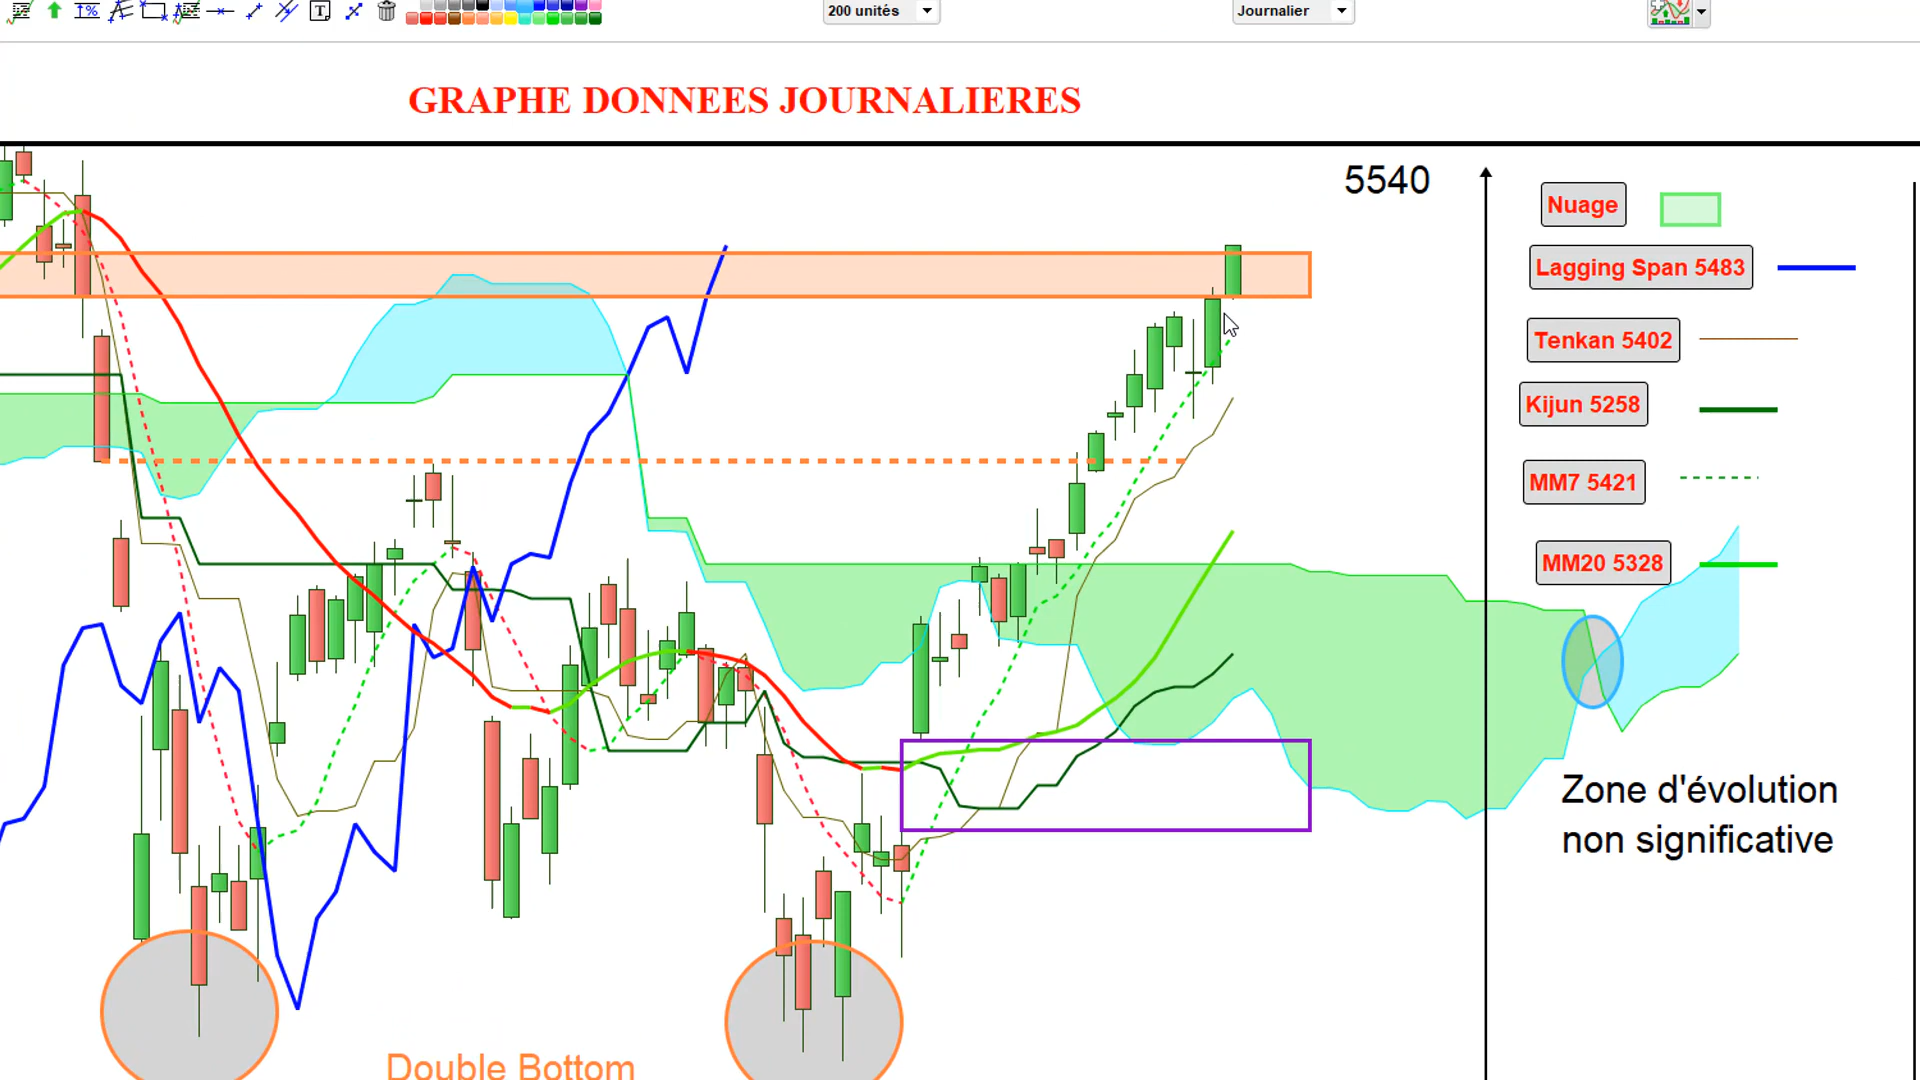 200 unités
Journalier
GRAPHE DONNEES JOURNALIERES
5540
Nuage
Lagging Span 5483
Tenkan 5402
Kijun 5258
MM7 5421
MM20 5328
Zone d'évolution
non significative
Double Bottom